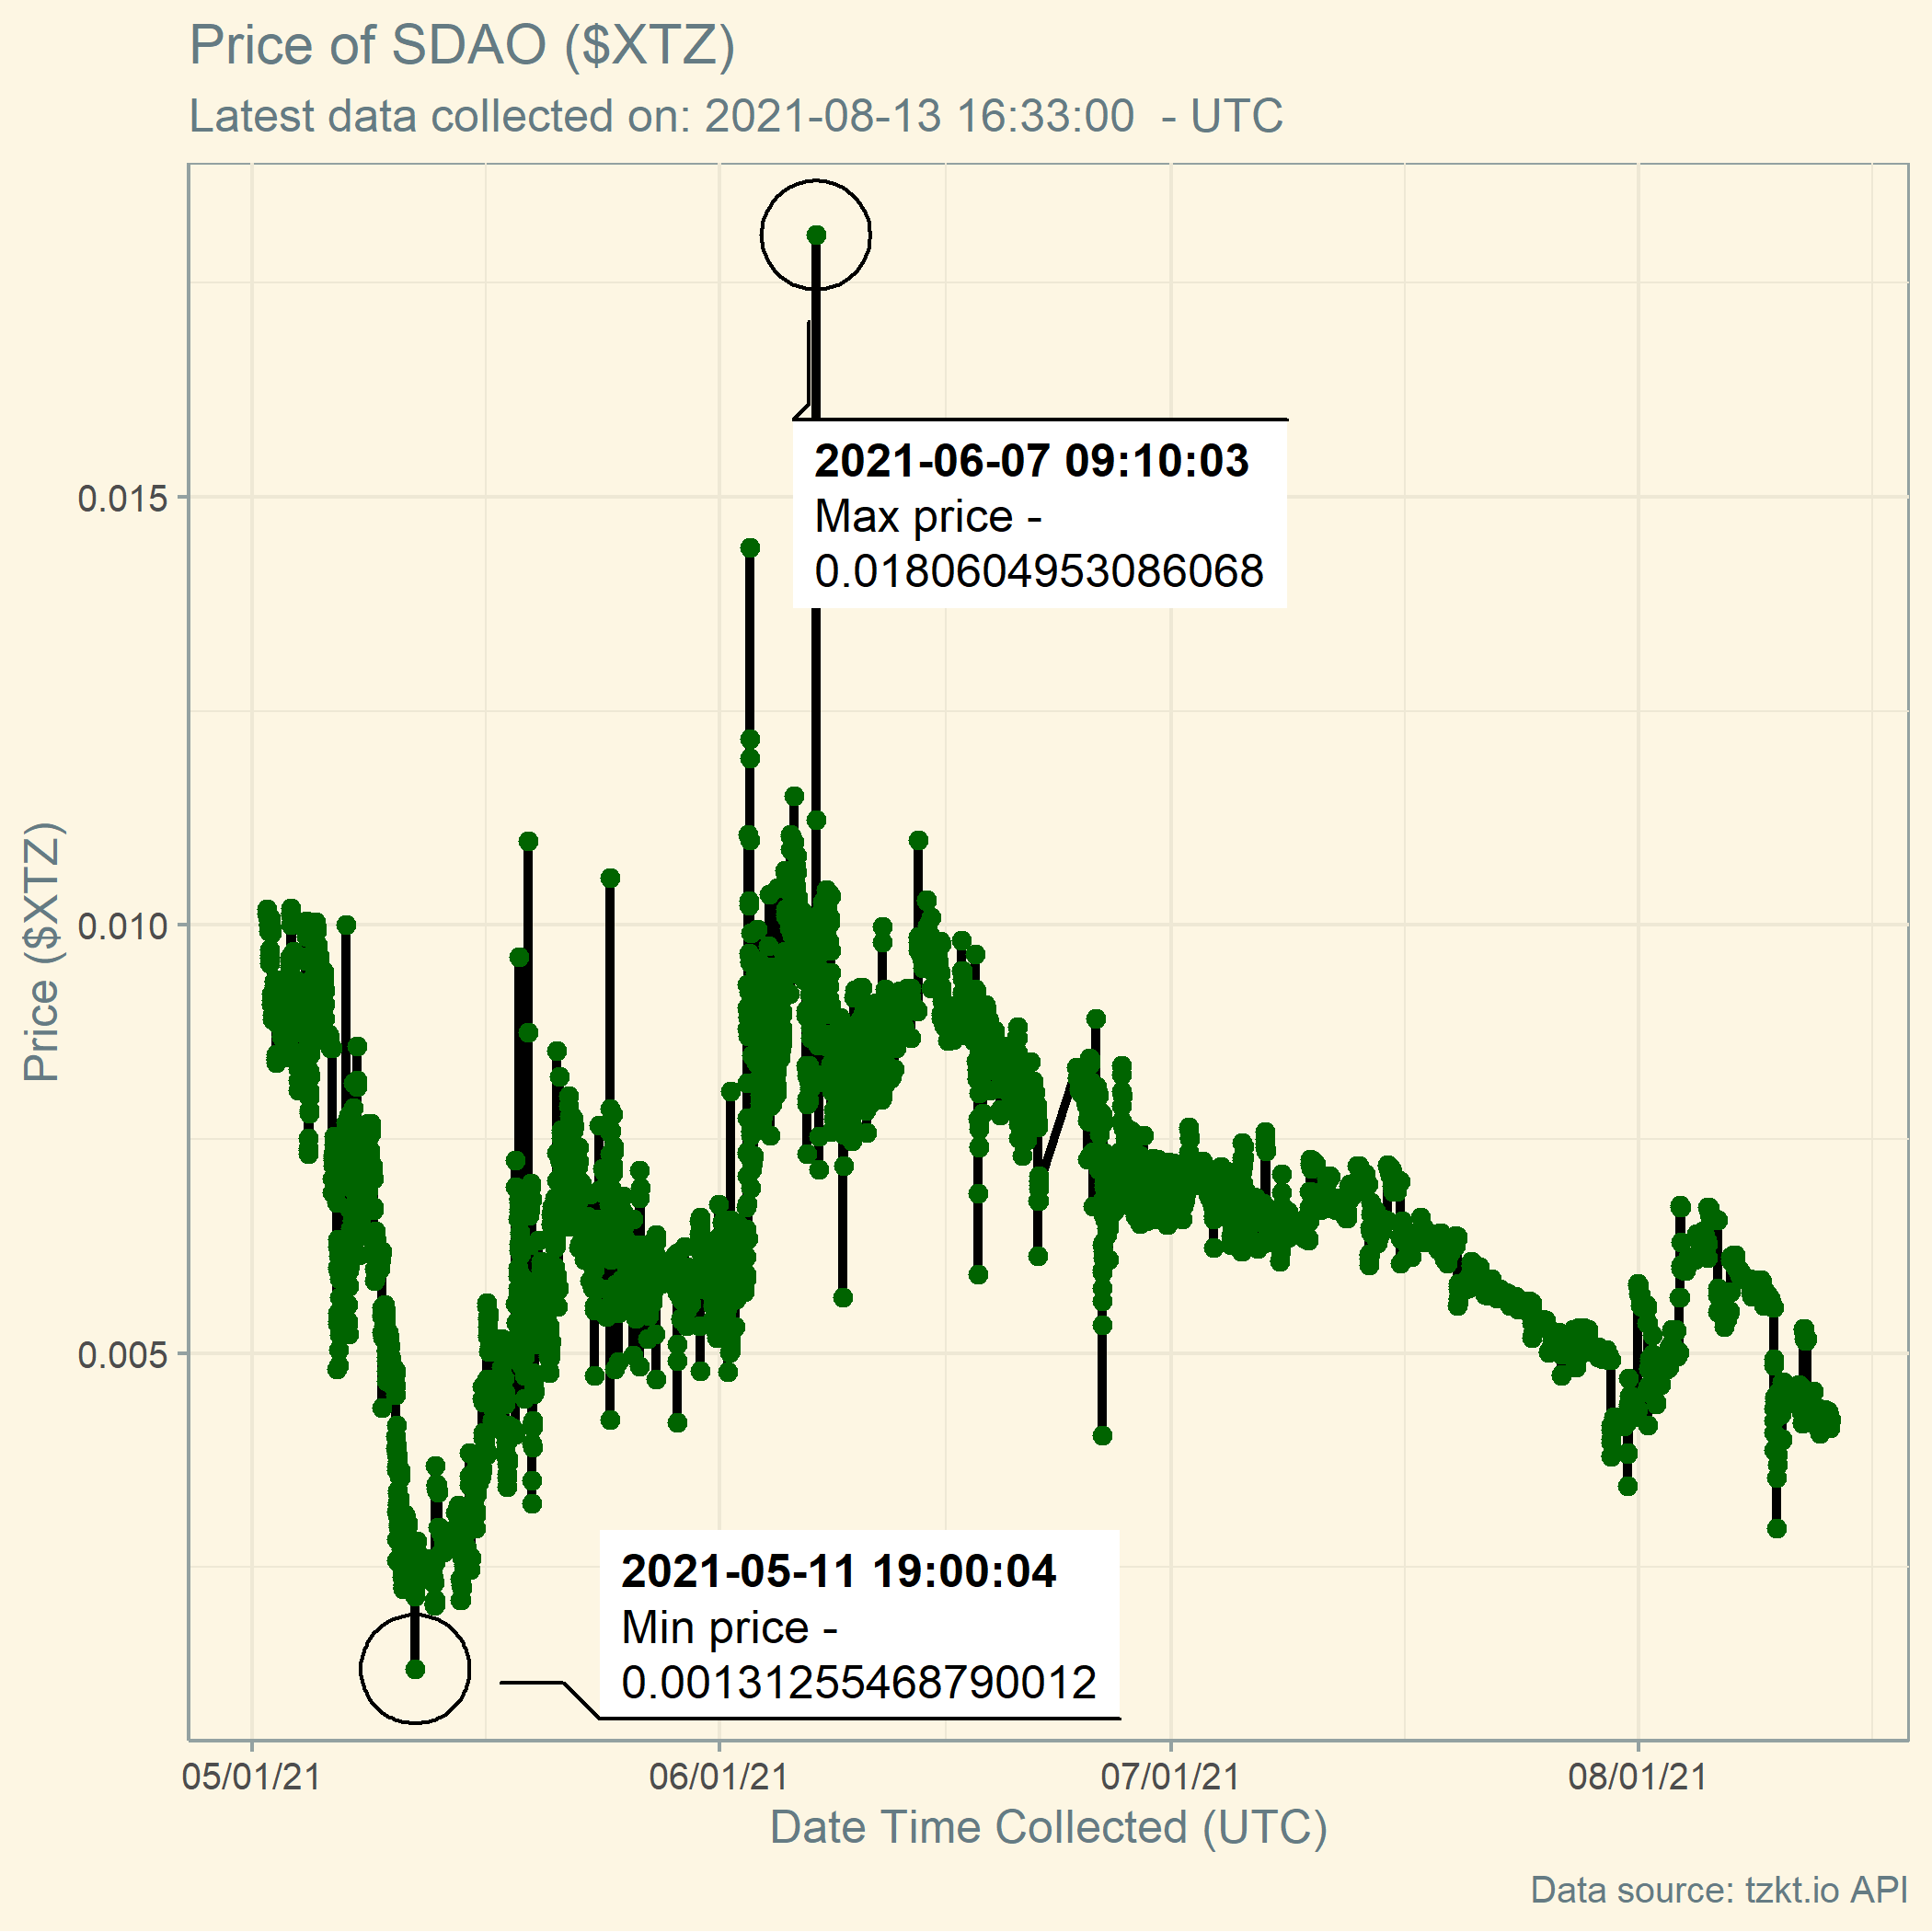 Price of SDAO ($XTZ)
Latest data collected on: 2021-08-13 16:33:00  - UTC
2021-06-07 09:10:03
Max price -
0.0180604953086068
0.015
0.010
0.005
Price ($XTZ)
2021-05-11 19:00:04
Min price -
0.00131255468790012
05/01/21
06/01/21
07/01/21
08/01/21
Date Time Collected (UTC)
Data source: tzkt.io API